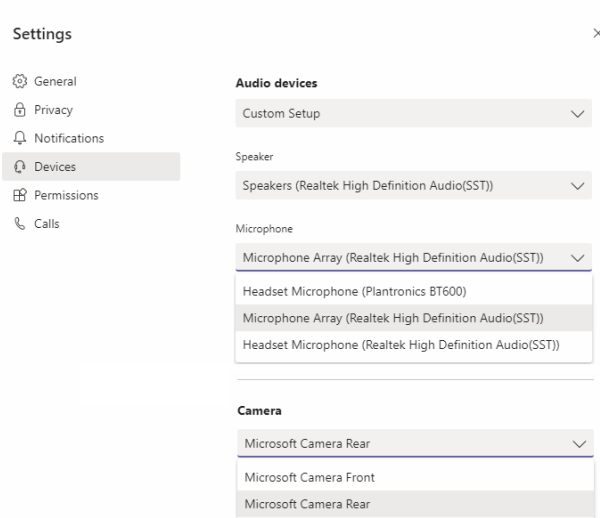 Settings
General
Privacy
Notifications
Devices
Permissions
Calls
Audio devices
Custom Setup
Speaker
Speakers (Realtek High Definition Audio(SST))
Microphone
Microphone Array (Realtek High Definition Audio(SST))
Headset Microphone (Plantronics BT600)
Microphone Array (Realtek High Definition Audio(SST))
Headset Microphone (Realtek High Definition Audio(SST))
Camera
Microsoft Camera Rear
Microsoft Camera Front
Microsoft Camera Rear